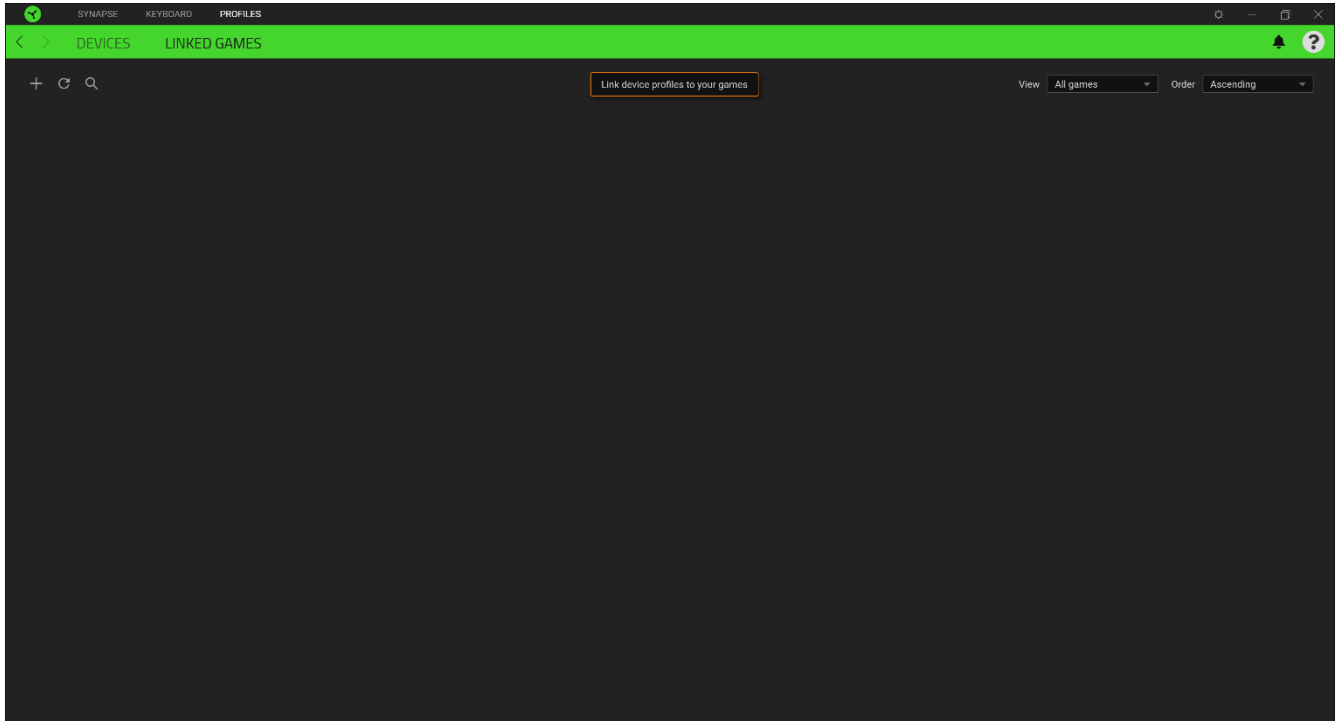 SYNAPSE KEYBOARD PROFILES
DEVICES LINKED GAMES ?
Link device profiles to your games View All games Order Ascending